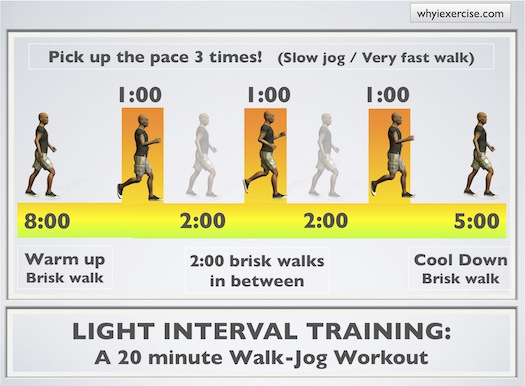 whyiexercise.com
Pick up the pace 3 times! (Slow jog / Very fast walk)
1:00 1:00 1:00
8:00 2:00 2:00 5:00
Warm up
Brisk walk
2:00 brisk walks
in between
Cool Down
Brisk walk
LIGHT INTERVAL TRAINING:
A 20 minute Walk-Jog Workout